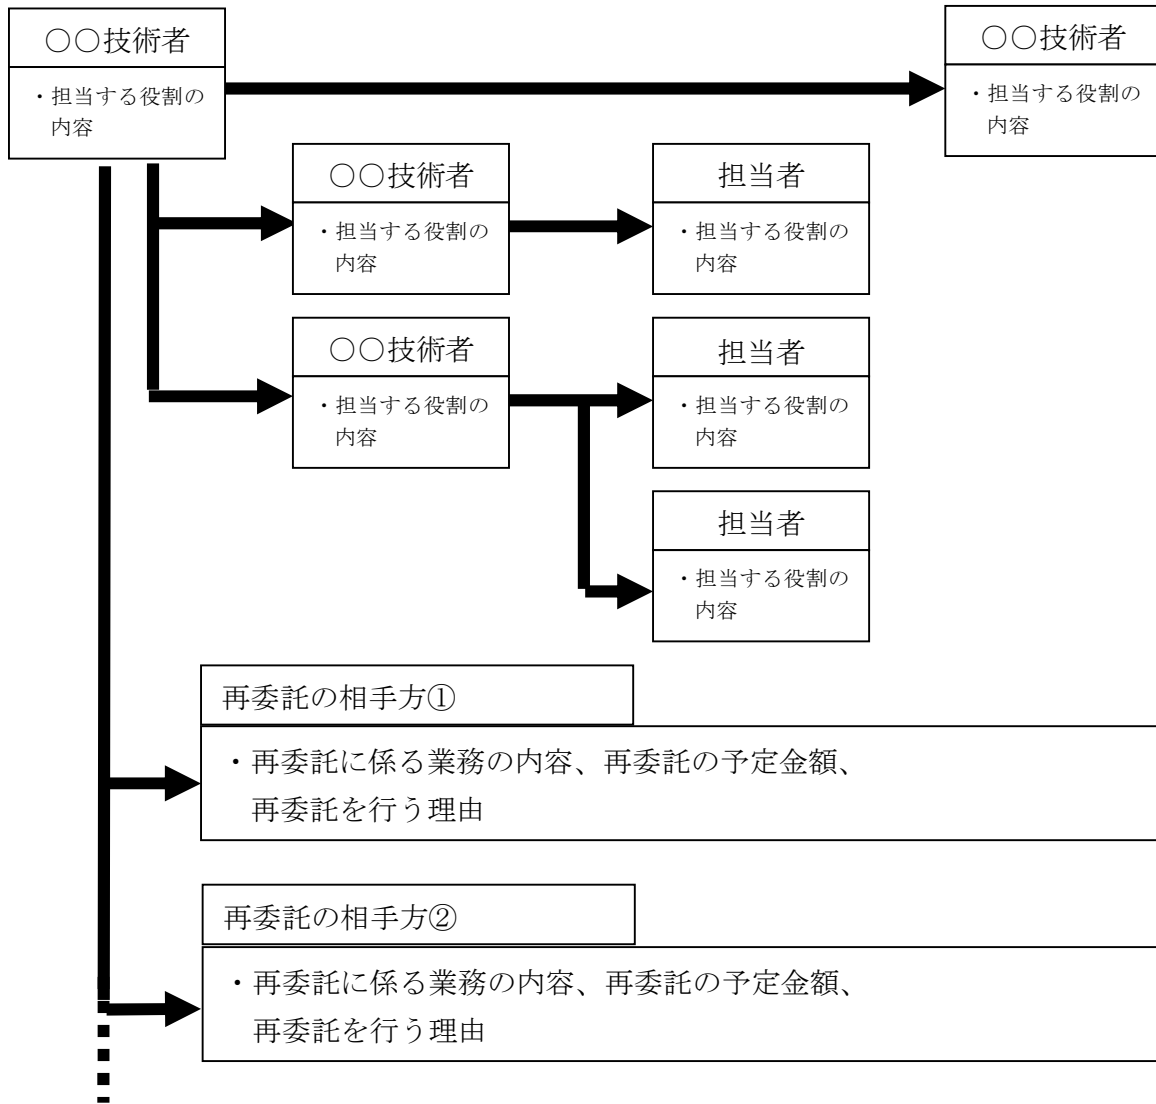 ○○技術者
・担当する役割の
内容
○○技術者
・担当する役割の
内容
○○技術者
・担当する役割の
内容
担当者
・担当する役割の
内容
○○技術者
・担当する役割の
内容
担当者
・担当する役割の
内容
担当者
・担当する役割の
内容
再委託の相手方①
・再委託に係る業務の内容、再委託の予定金額、
再委託を行う理由
再委託の相手方②
・再委託に係る業務の内容、再委託の予定金額、
再委託を行う理由